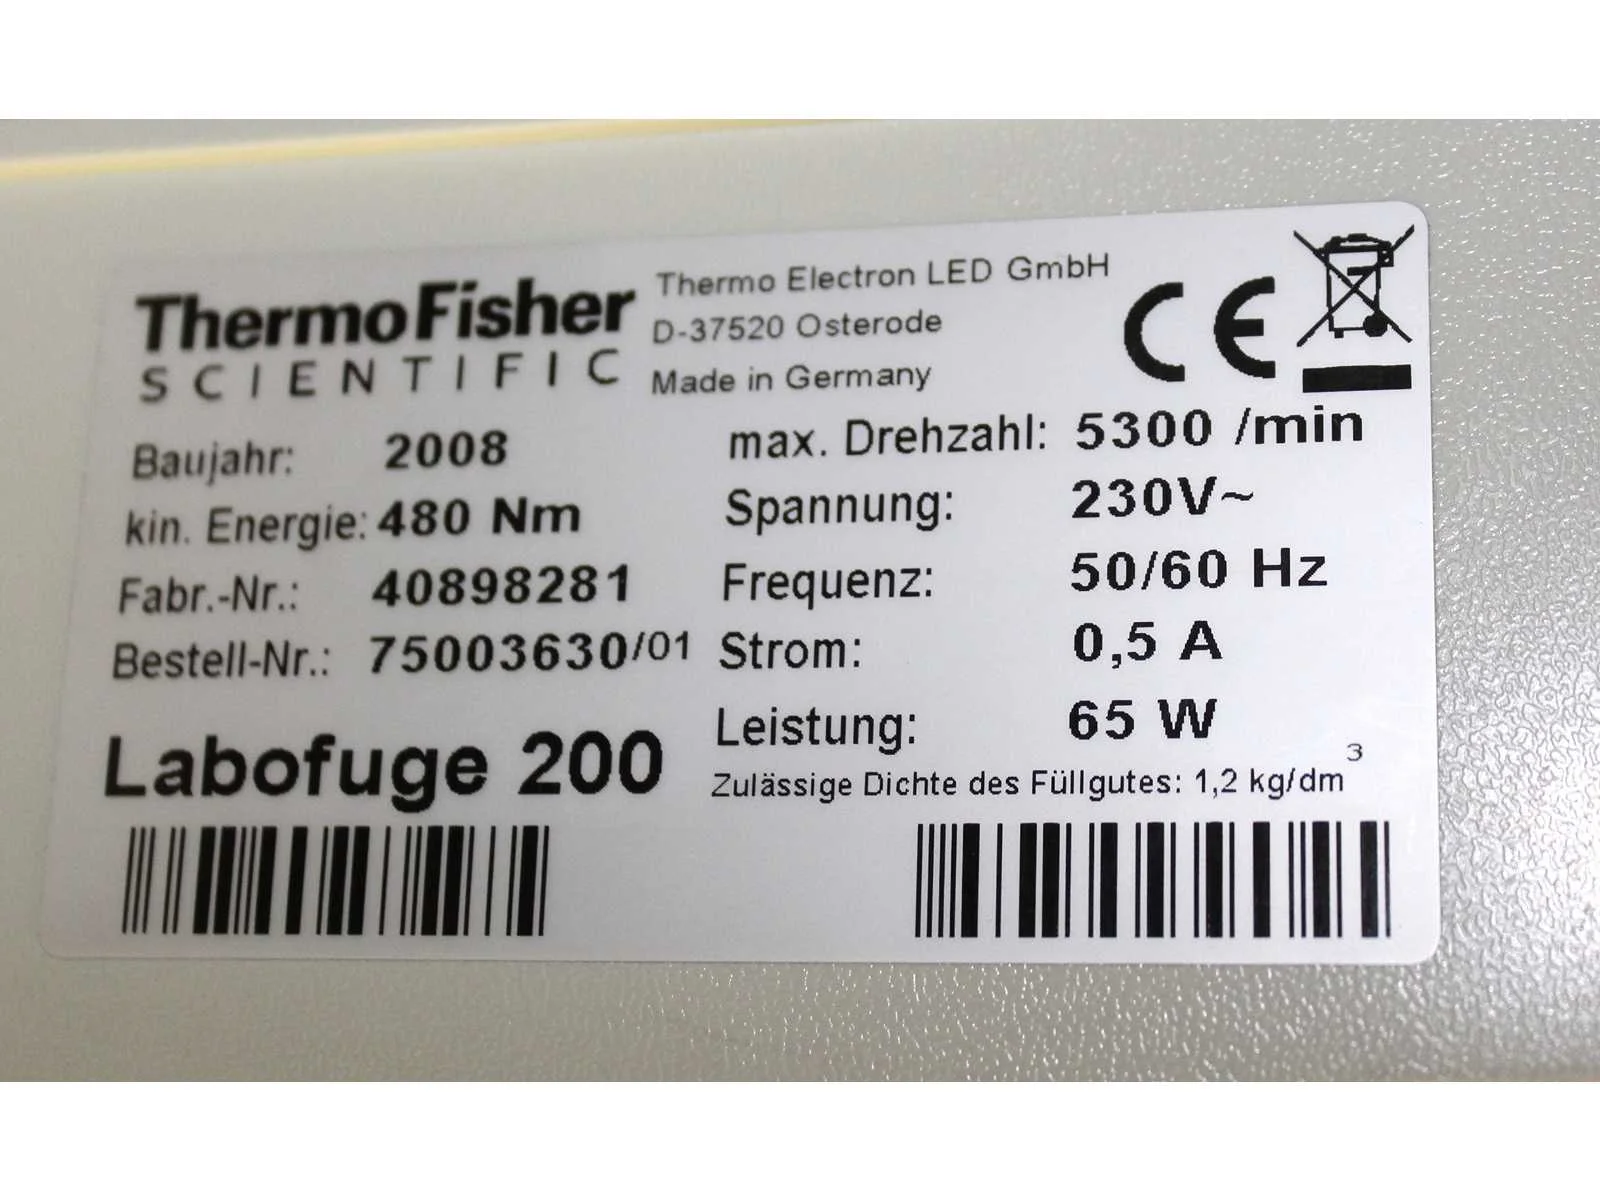 ThermoFisher
SCIENTIFIC
Thermo Electron LED GmbH
D-37520 Osterode
Made in Germany
CE
Baujahr: 2008
kin. Energie: 480 Nm
Fabr.-Nr.: 40898281
Bestell-Nr.: 75003630/01
Labofuge 200
max. Drehzahl: 5300 /min
Spannung: 230V~
Frequenz: 50/60 Hz
Strom: 0,5 A
Leistung: 65 W
Zulässige Dichte des Füllgutes: 1,2 kg/dm³